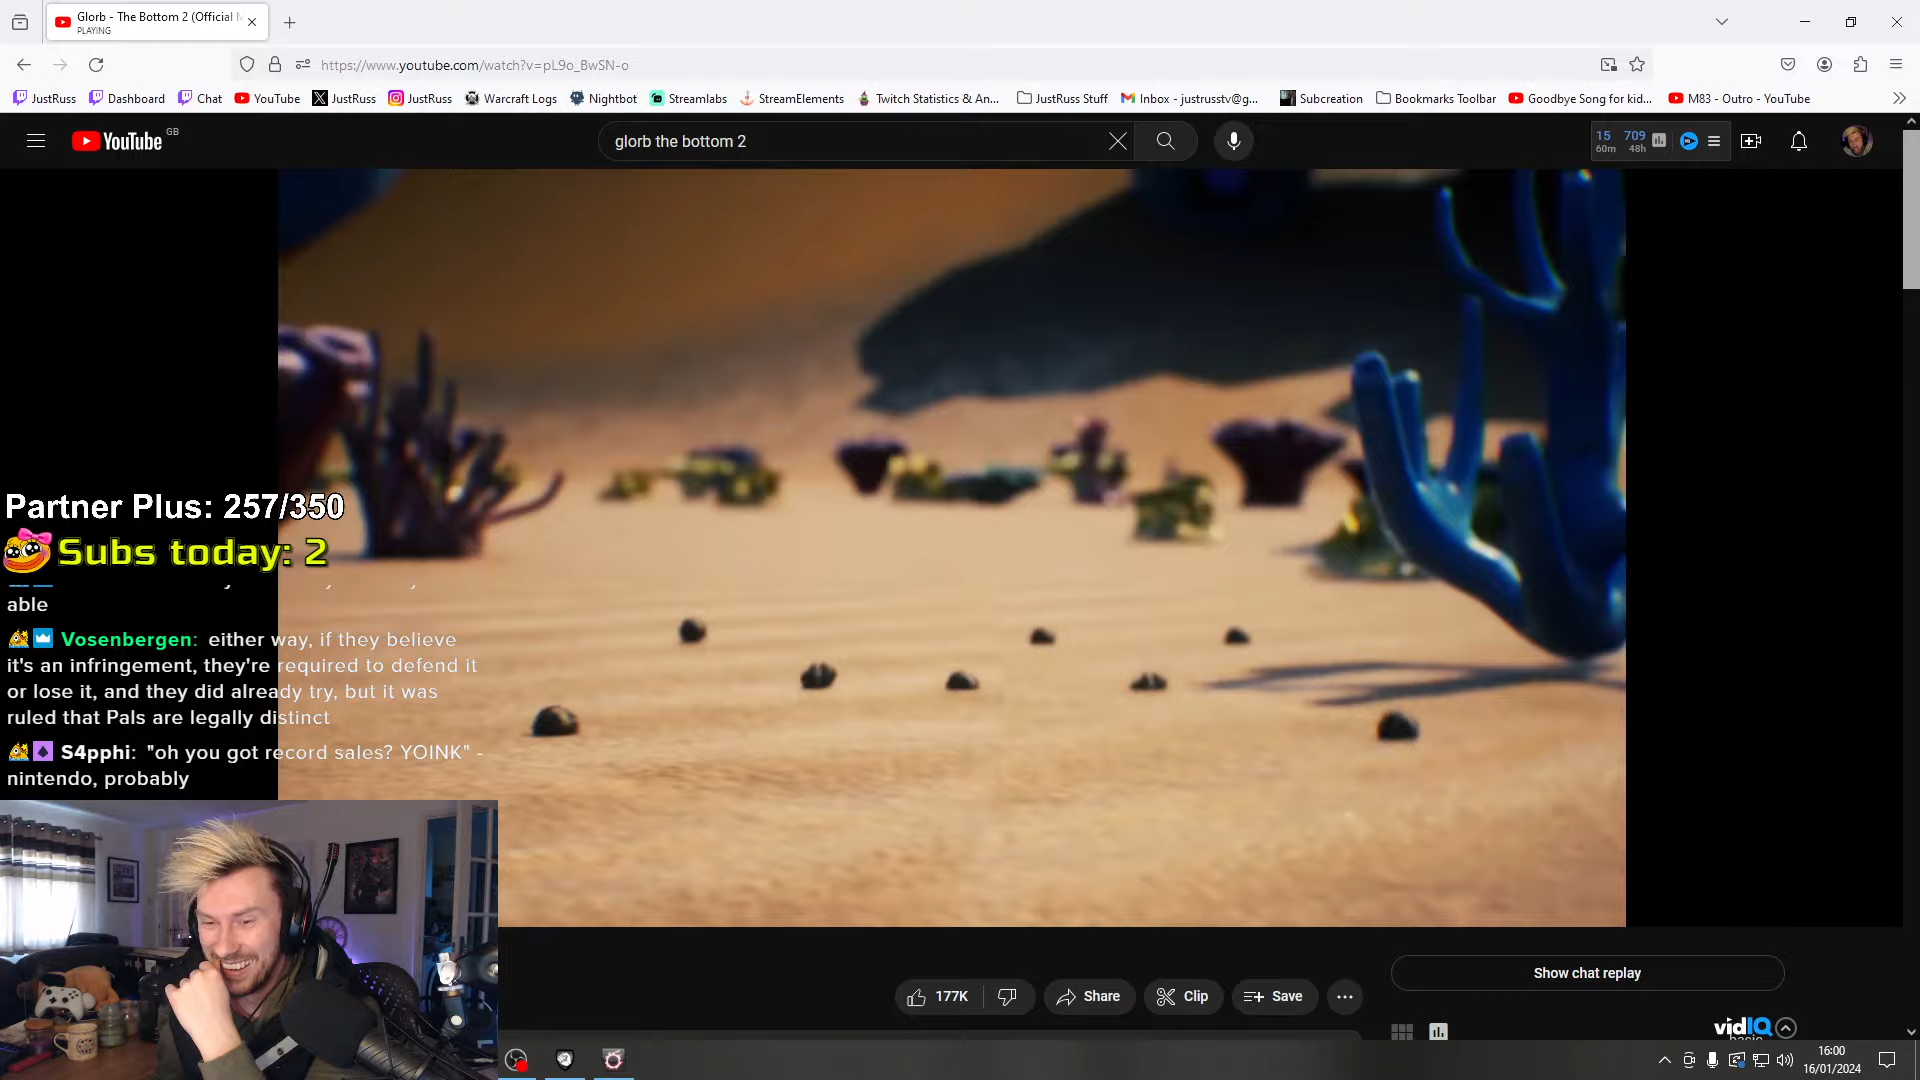 Glorb - The Bottom 2 (Official M
PLAYING
https://www.youtube.com/watch?v=pL9o_BwSN-o
JustRuss
Dashboard
Chat
YouTube
JustRuss
JustRuss
Warcraft Logs
Nightbot
Streamlabs
StreamElements
Twitch Statistics & An...
JustRuss Stuff
Inbox - justrusstv@g...
Subcreation
Bookmarks Toolbar
Goodbye Song for kid...
M83 - Outro - YouTube
YouTube GB
glorb the bottom 2
15 709
60m 48h
Partner Plus: 257/350
Subs today: 2
able
Vosenbergen: either way, if they believe
it's an infringement, they're required to defend it
or lose it, and they did already try, but it was
ruled that Pals are legally distinct
S4pphi: "oh you got record sales? YOINK" -
nintendo, probably
177K
Share
Clip
Save
Show chat replay
vidIQ
basic
16:00
16/01/2024